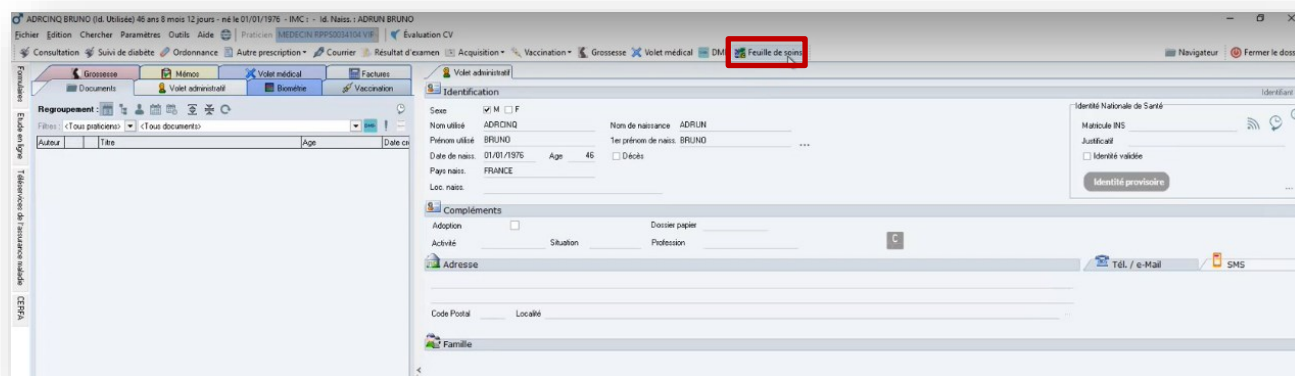 ADRCINQ BRUNO (Id. Utilisée) 46 ans 8 mois 12 jours - né le 01/01/1976 - IMC : - Id. Naiss. : ADRUN BRUNO
Fichier Edition Chercher Paramètres Outils Aide Praticien MEDECIN RPPS0034104 VIF Évaluation CV
Consultation Suivi de diabète Ordonnance Autre prescription Courrier Résultat d'examen Acquisition Vaccination Grossesse Volet médical DM Feuille de soins Navigateur Fermer le doss
Grossesse Mémos Volet médical Factures Volet administratif
Documents Volet administratif Biométrie Vaccination
Identification Identifiant
Regroupement :
Filtres : <Tous praticiens> <Tous documents>
Auteur Titre Age Date cr
Formulaires
Etude en ligne
Téléservices de l'assurance maladie
CERFA
Sexe M F
Nom utilisé ADRCINQ Nom de naissance ADRUN
Prénom utilisé BRUNO 1er prénom de naiss. BRUNO ...
Date de naiss. 01/01/1976 Age 46 Décès
Pays naiss. FRANCE
Loc. naiss.
Identité Nationale de Santé
Matricule INS
Justificatif
Identité validée
Identité provisoire
...
Compléments
Adoption Dossier papier
Activité Situation Profession C
Adresse Tél. / e-Mail SMS
Code Postal Localité
Famille